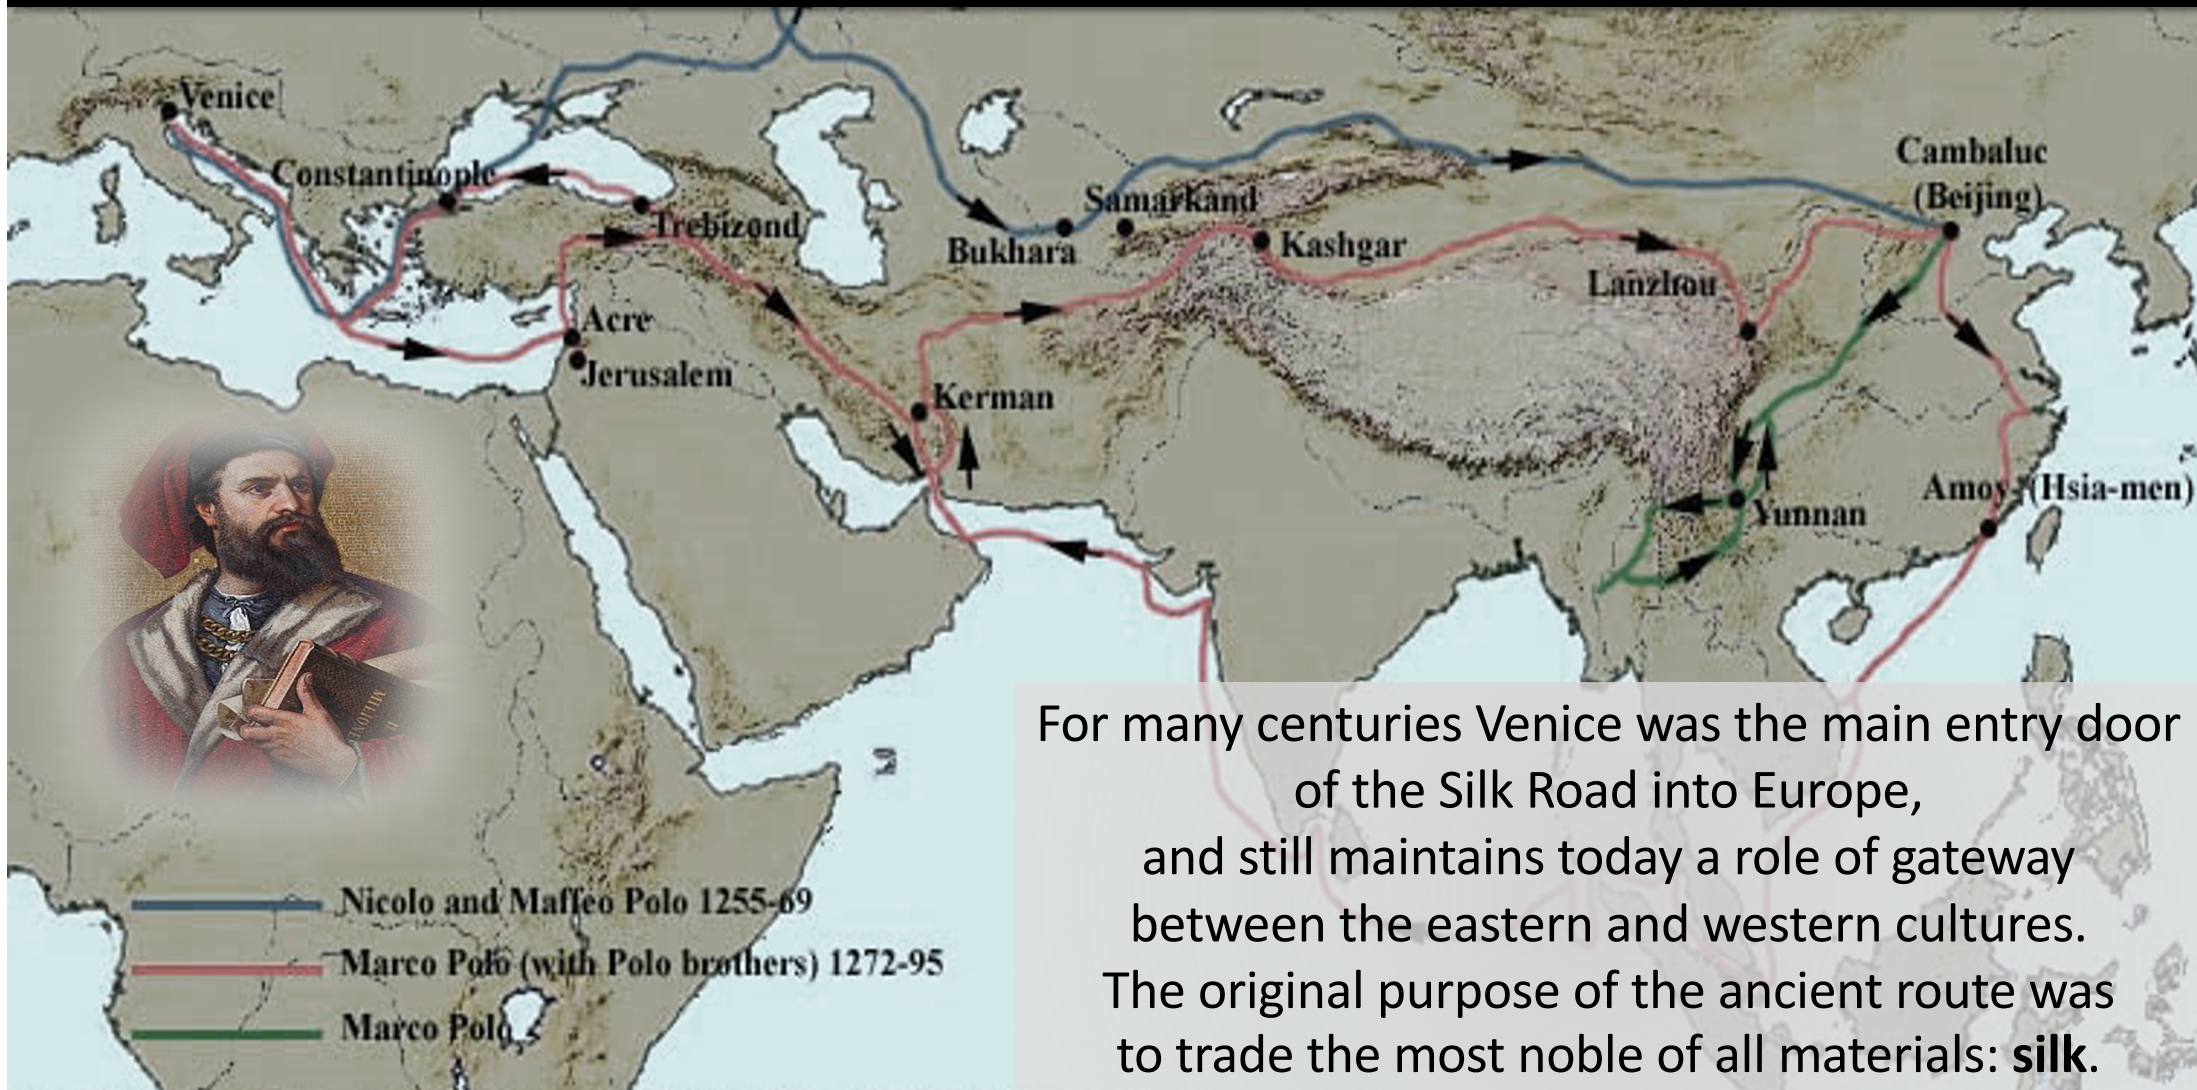 Venice
Constantinople
Trebizond
Bukhara
Samarkand
Kashgar
Cambaluc
(Beijing)
Lanzhou
Acre
Jerusalem
Kerman
Yunnan
Amoy (Hsia-men)
IL
MILIONE
Nicolo and Maffeo Polo 1255-69
Marco Polo (with Polo brothers) 1272-95
Marco Polo
For many centuries Venice was the main entry door
of the Silk Road into Europe,
and still maintains today a role of gateway
between the eastern and western cultures.
The original purpose of the ancient route was
to trade the most noble of all materials: silk.